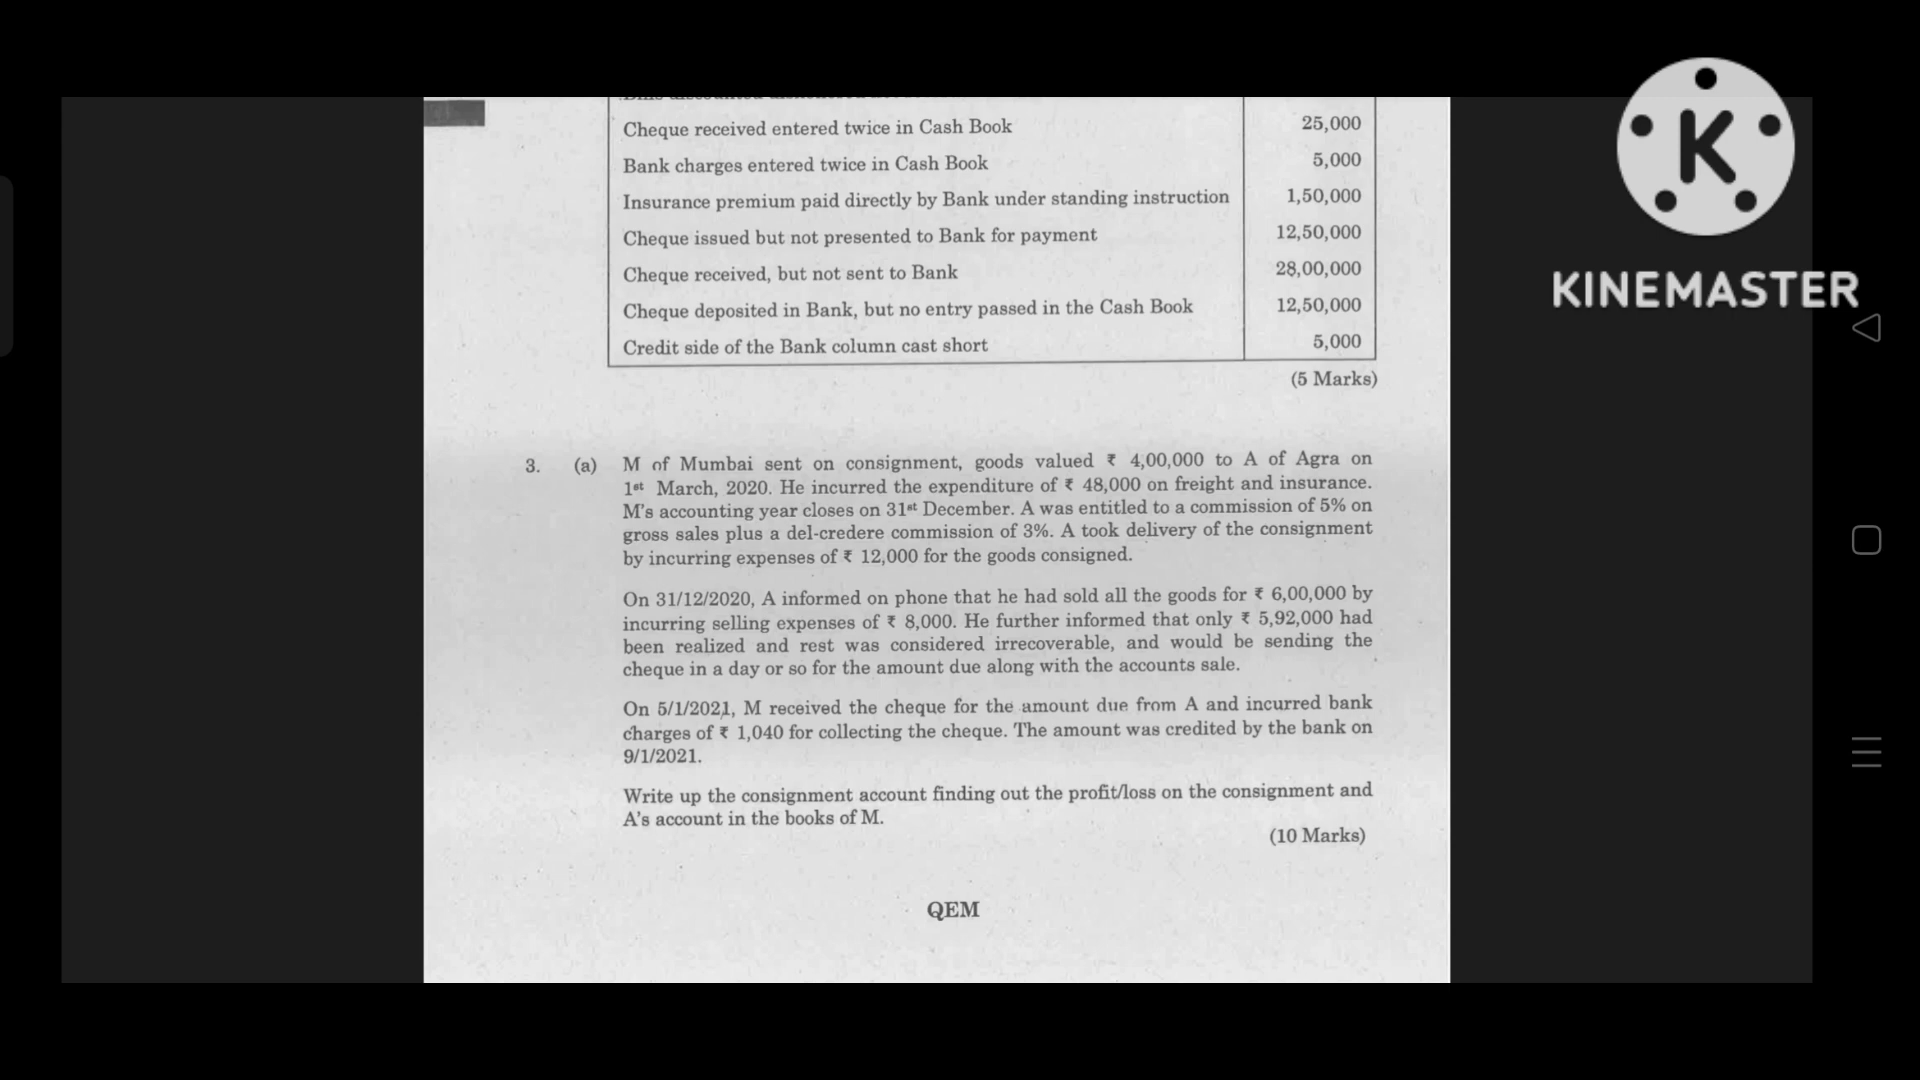 Cheque received entered twice in Cash Book 25,000
Bank charges entered twice in Cash Book 5,000
Insurance premium paid directly by Bank under standing instruction 1,50,000
Cheque issued but not presented to Bank for payment 12,50,000
Cheque received, but not sent to Bank 28,00,000
Cheque deposited in Bank, but no entry passed in the Cash Book 12,50,000
Credit side of the Bank column cast short 5,000
(5 Marks)
3. (a) M of Mumbai sent on consignment, goods valued ₹ 4,00,000 to A of Agra on
1st March, 2020. He incurred the expenditure of ₹ 48,000 on freight and insurance.
M's accounting year closes on 31st December. A was entitled to a commission of 5% on
gross sales plus a del-credere commission of 3%. A took delivery of the consignment
by incurring expenses of ₹ 12,000 for the goods consigned.
On 31/12/2020, A informed on phone that he had sold all the goods for ₹ 6,00,000 by
incurring selling expenses of ₹ 8,000. He further informed that only ₹ 5,92,000 had
been realized and rest was considered irrecoverable, and would be sending the
cheque in a day or so for the amount due along with the accounts sale.
On 5/1/2021, M received the cheque for the amount due from A and incurred bank
charges of ₹ 1,040 for collecting the cheque. The amount was credited by the bank on
9/1/2021.
Write up the consignment account finding out the profit/loss on the consignment and
A's account in the books of M.
(10 Marks)
QEM
K
KINEMASTER